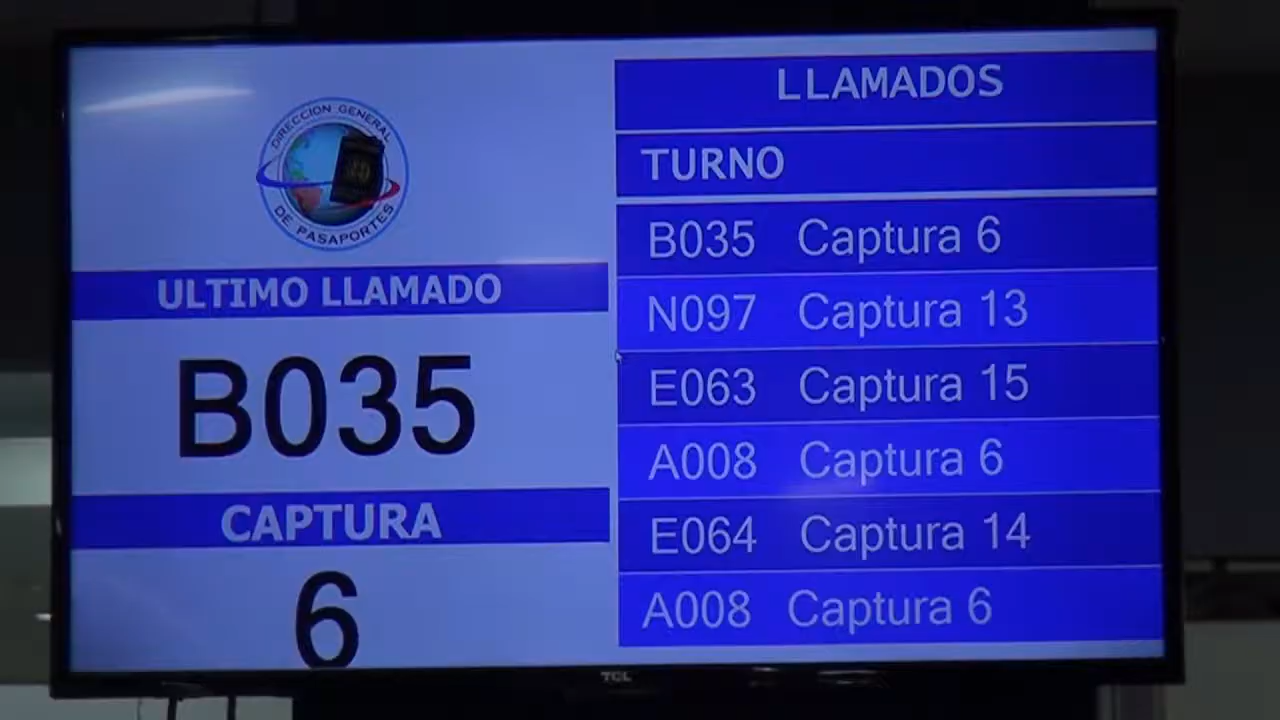 DIRECCION GENERAL
DE PASAPORTES
ULTIMO LLAMADO
B035
CAPTURA
6
LLAMADOS
TURNO
B035 Captura 6
N097 Captura 13
E063 Captura 15
A008 Captura 6
E064 Captura 14
A008 Captura 6
TCL